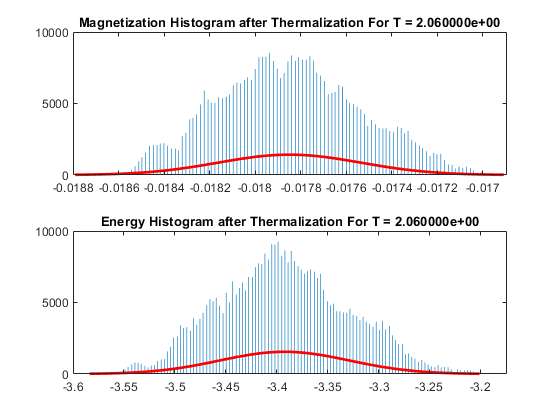 Magnetization Histogram after Thermalization For T = 2.060000e+00
10000
5000
0
-0.0188 -0.0186 -0.0184 -0.0182 -0.018 -0.0178 -0.0176 -0.0174 -0.0172 -0.017
Energy Histogram after Thermalization For T = 2.060000e+00
10000
5000
0
-3.6 -3.55 -3.5 -3.45 -3.4 -3.35 -3.3 -3.25 -3.2